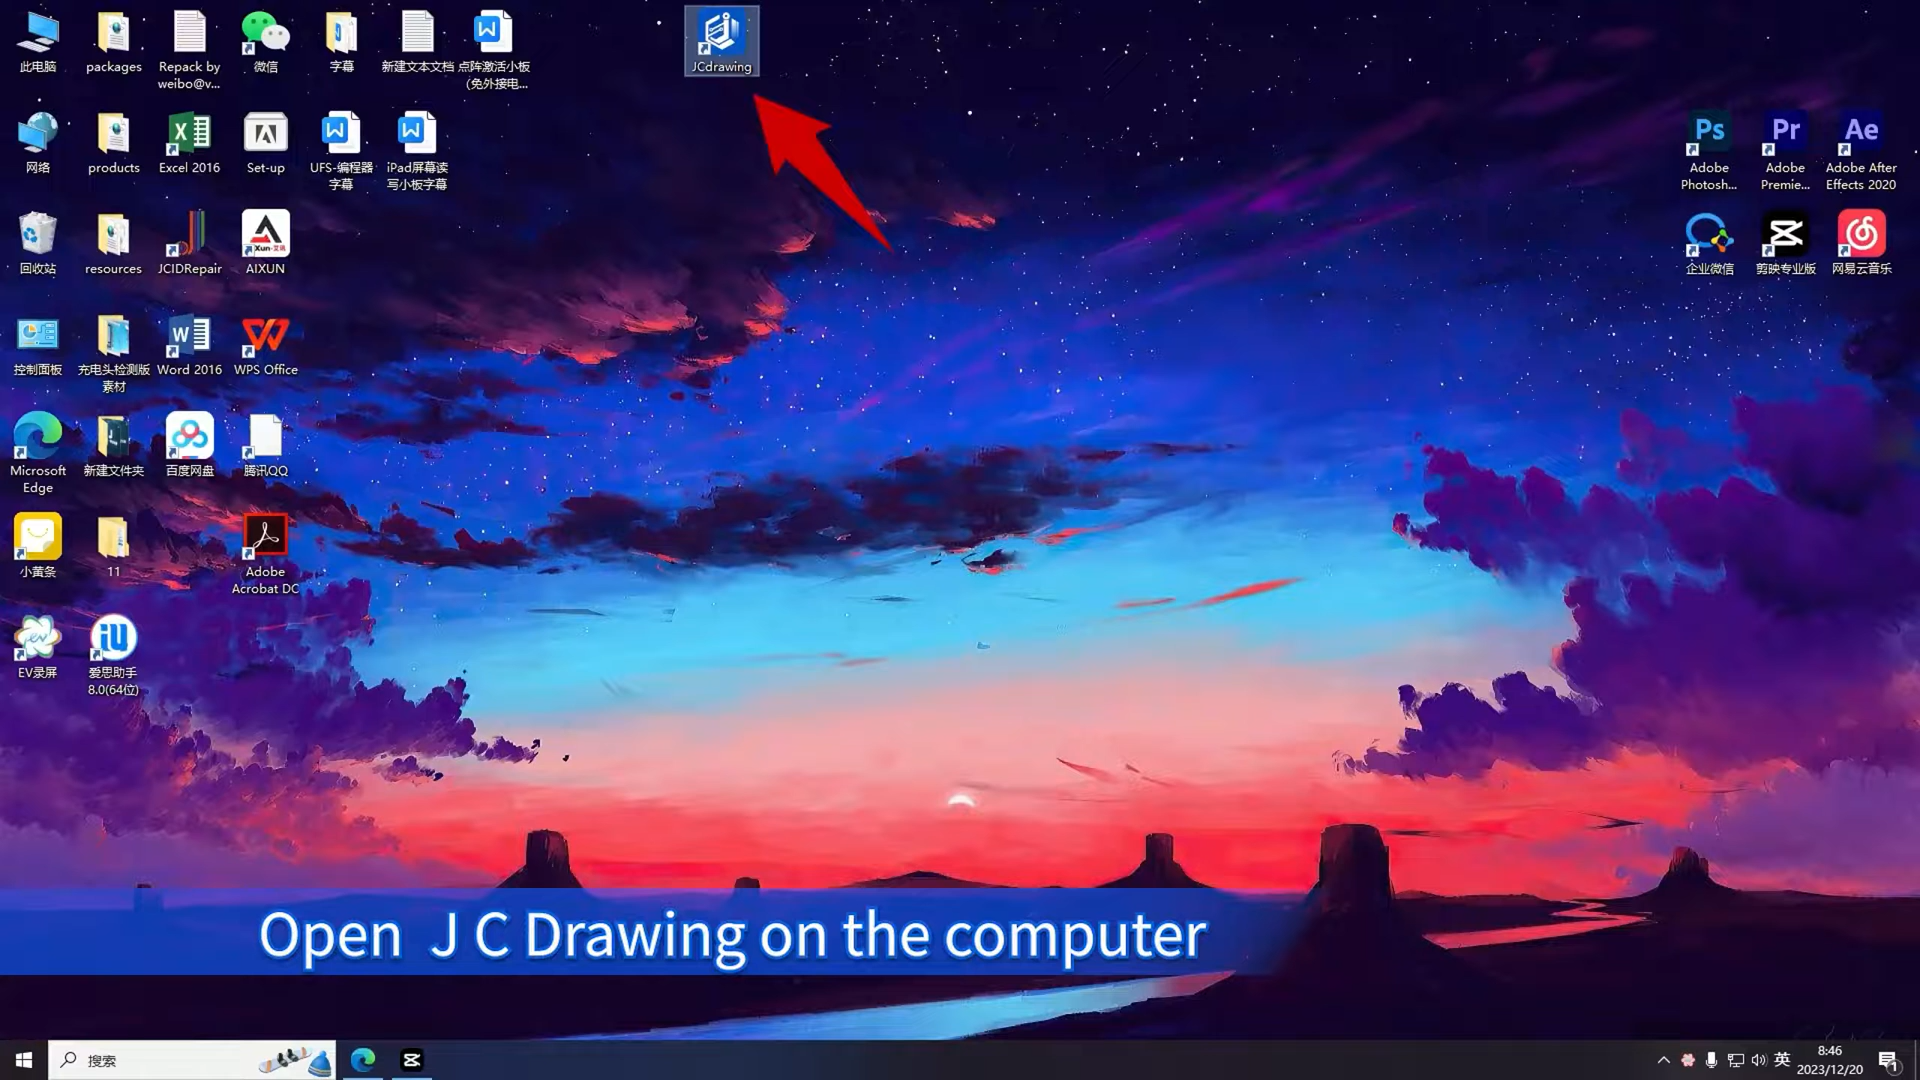 此电脑
packages
Repack by
weibo@v...
微信
字幕
新建文本文档
点阵激活小板
(免外接电...
JCdrawing
网络
products
Excel 2016
Set-up
UFS-编程器
字幕
iPad屏幕读
写小板字幕
Ps
Adobe
Photosh...
Pr
Adobe
Premie...
Ae
Adobe After
Effects 2020
回收站
resources
JCIDRepair
Xun-艾讯
AIXUN
企业微信
剪映专业版
网易云音乐
控制面板
充电头检测版
素材
Word 2016
WPS Office
Microsoft
Edge
新建文件夹
百度网盘
腾讯QQ
小黄条
11
Adobe
Acrobat DC
EV录屏
爱思助手
8.0(64位)
Open J C Drawing on the computer
搜索
英
8:46
2023/12/20
1